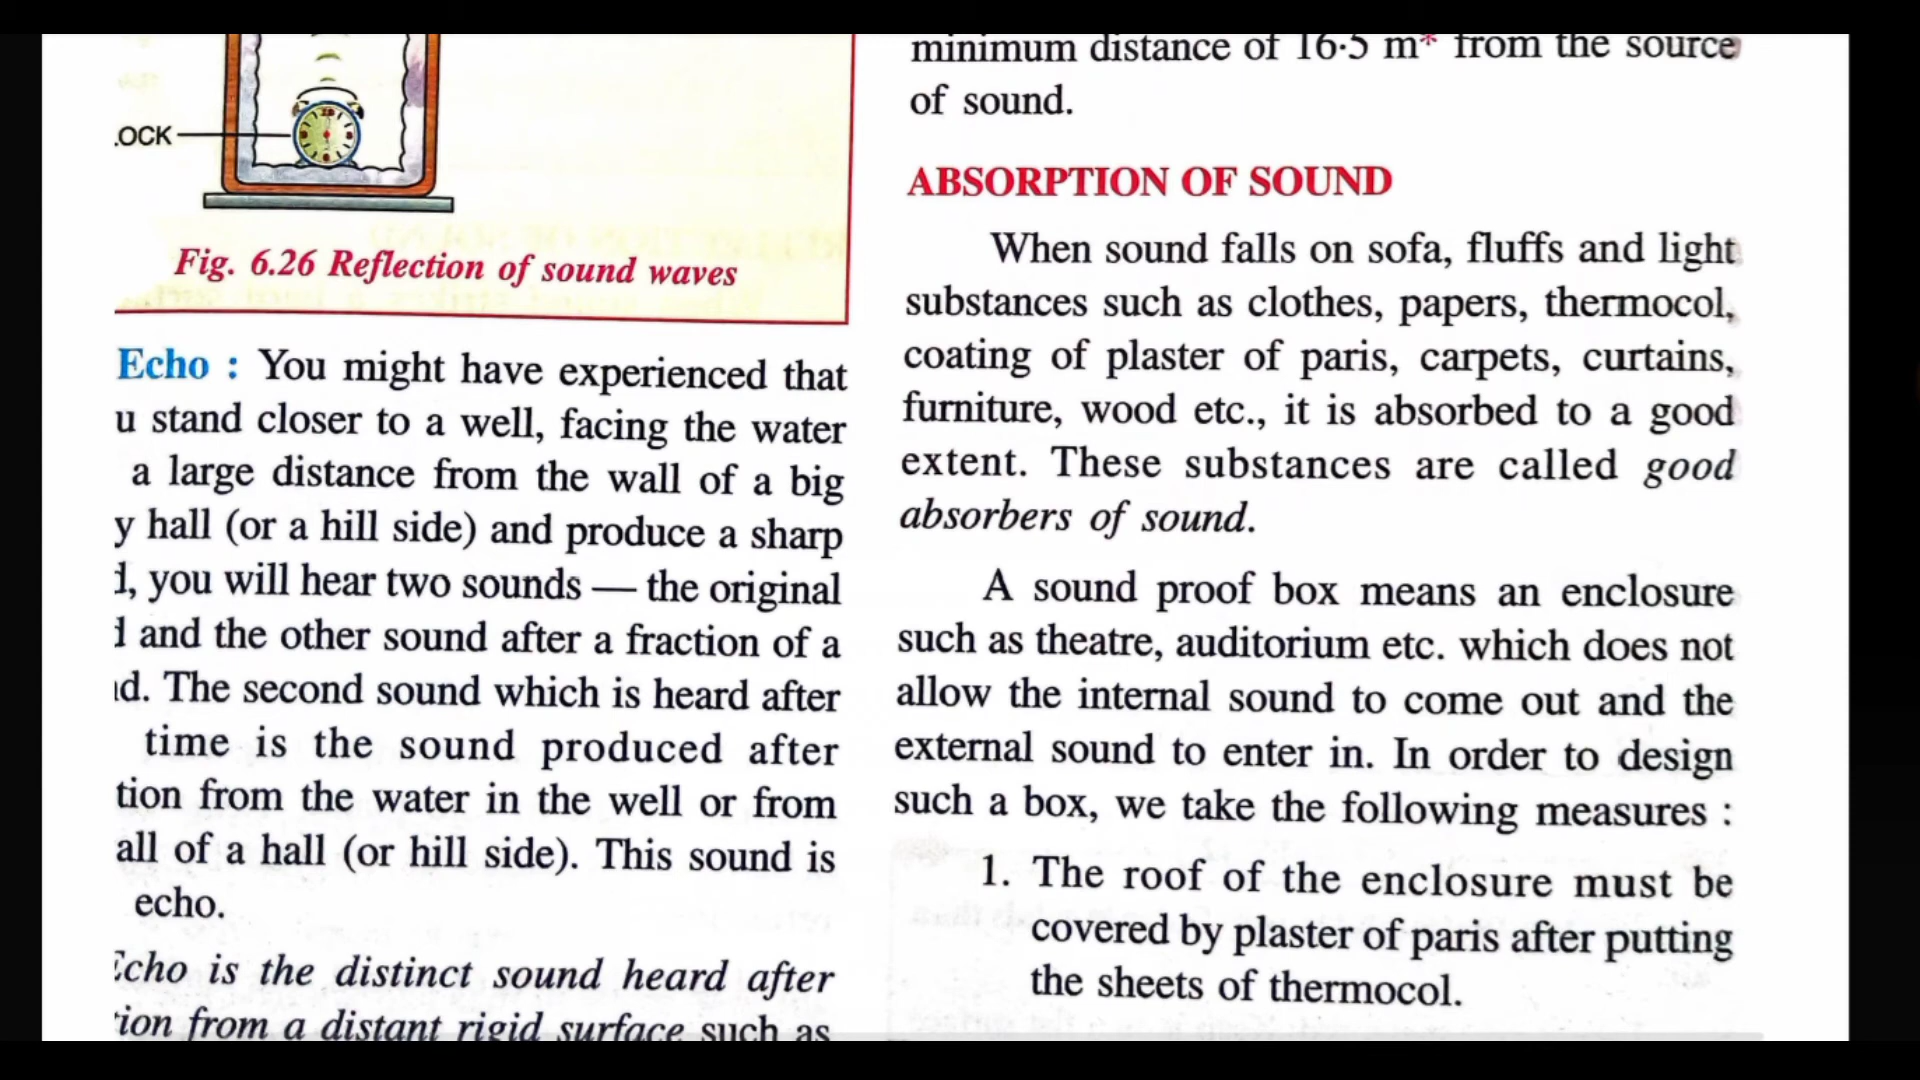 .OCK
Fig. 6.26 Reflection of sound waves
Echo : You might have experienced that
u stand closer to a well, facing the water
a large distance from the wall of a big
y hall (or a hill side) and produce a sharp
d, you will hear two sounds — the original
d and the other sound after a fraction of a
nd. The second sound which is heard after
time is the sound produced after
tion from the water in the well or from
all of a hall (or hill side). This sound is
echo.
Echo is the distinct sound heard after
tion from a distant rigid surface such as
minimum distance of 16·5 m* from the source
of sound.
ABSORPTION OF SOUND
When sound falls on sofa, fluffs and light
substances such as clothes, papers, thermocol,
coating of plaster of paris, carpets, curtains,
furniture, wood etc., it is absorbed to a good
extent. These substances are called good
absorbers of sound.
A sound proof box means an enclosure
such as theatre, auditorium etc. which does not
allow the internal sound to come out and the
external sound to enter in. In order to design
such a box, we take the following measures :
1. The roof of the enclosure must be
covered by plaster of paris after putting
the sheets of thermocol.